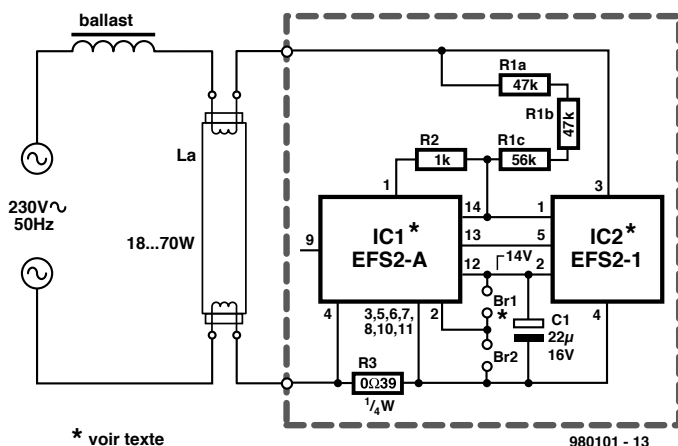 ballast
La
230V∿
50Hz
18...70W
R1a
47k
R1b
47k
R2
1k
R1c
56k
1
3
14
1
IC1*
EFS2-A
9
13
5
IC2*
EFS2-1
12
14V
2
4
3,5,6,7,
8,10,11
2
Br1
*
Br2
C1
22µ
16V
4
R3
0Ω39
1/4W
* voir texte
980101 - 13